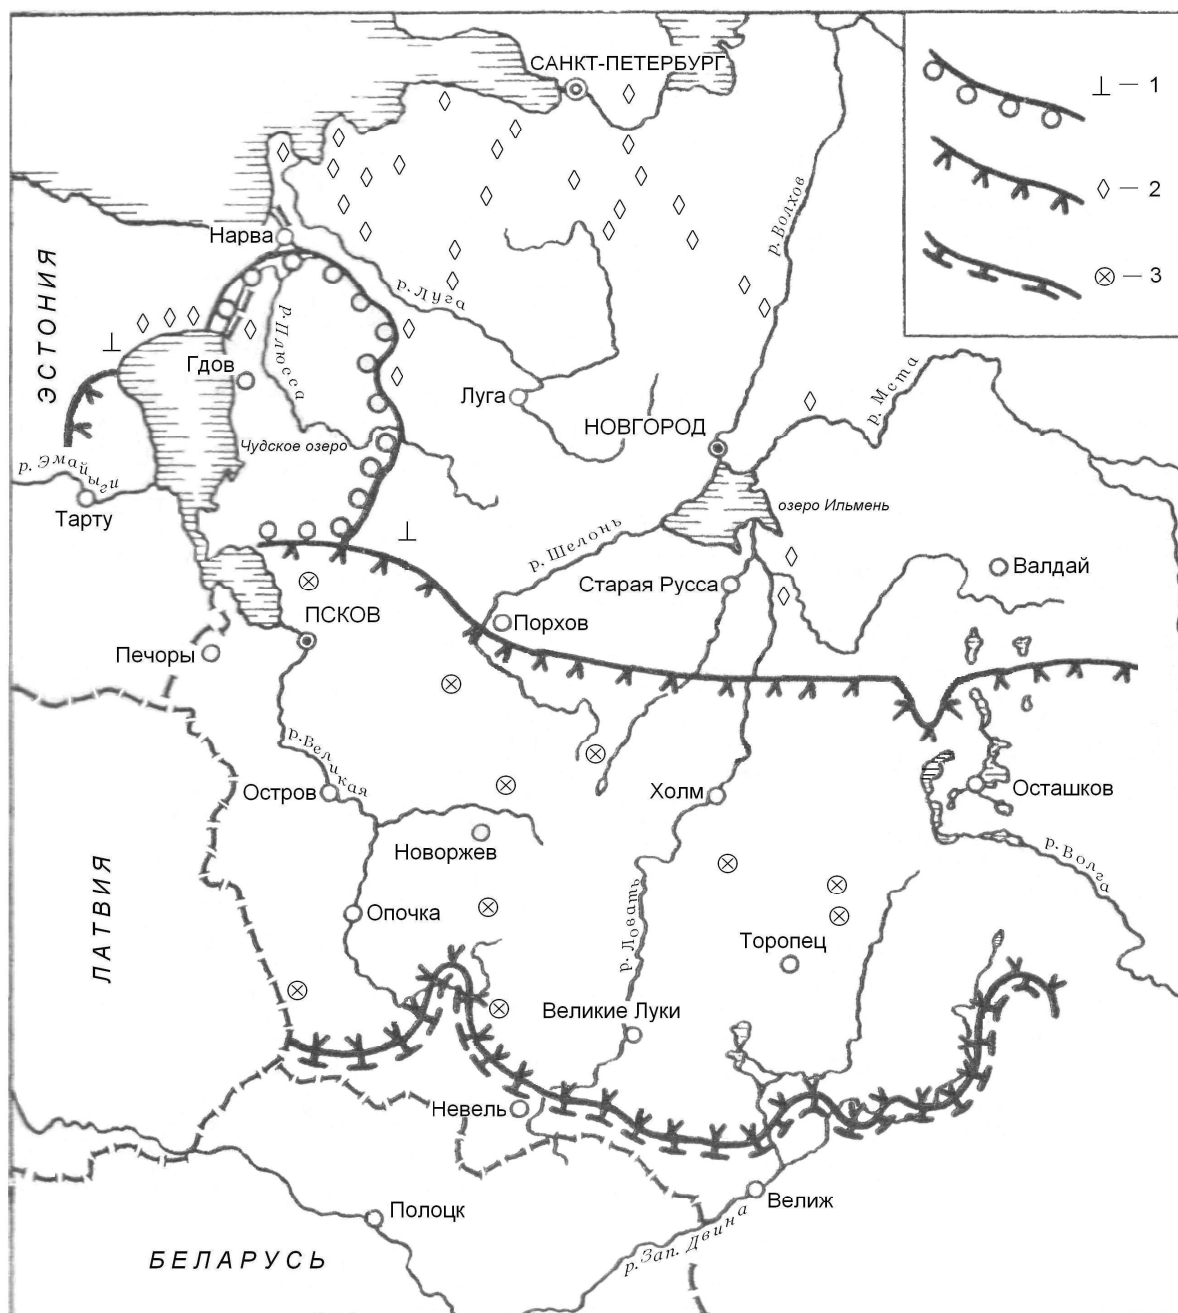 САНКТ-ПЕТЕРБУРГ
— 1
— 2
— 3
р. Волхов
Нарва
ЭСТОНИЯ
р. Луга
р. Плюсса
Гдов
Луга
р. Мста
НОВГОРОД
Чудское озеро
р. Эмайыги
Тарту
озеро Ильмень
р. Шелонь
Старая Русса
Валдай
ПСКОВ
Порхов
Печоры
р. Великая
Остров
Холм
Осташков
Новоржев
р. Волга
ЛАТВИЯ
Опочка
р. Ловать
Торопец
Великие Луки
Невель
Полоцк
Велиж
р. Зап. Двина
БЕЛАРУСЬ